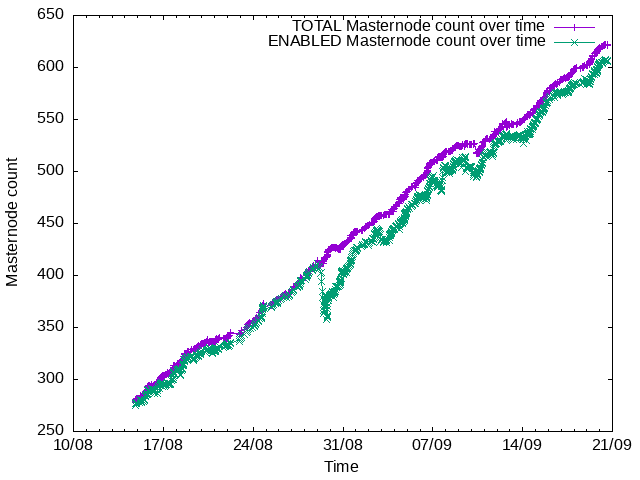 650
600
550
500
450
400
350
300
250
Masternode count
TOTAL Masternode count over time
ENABLED Masternode count over time
10/08 17/08 24/08 31/08 07/09 14/09 21/09
Time